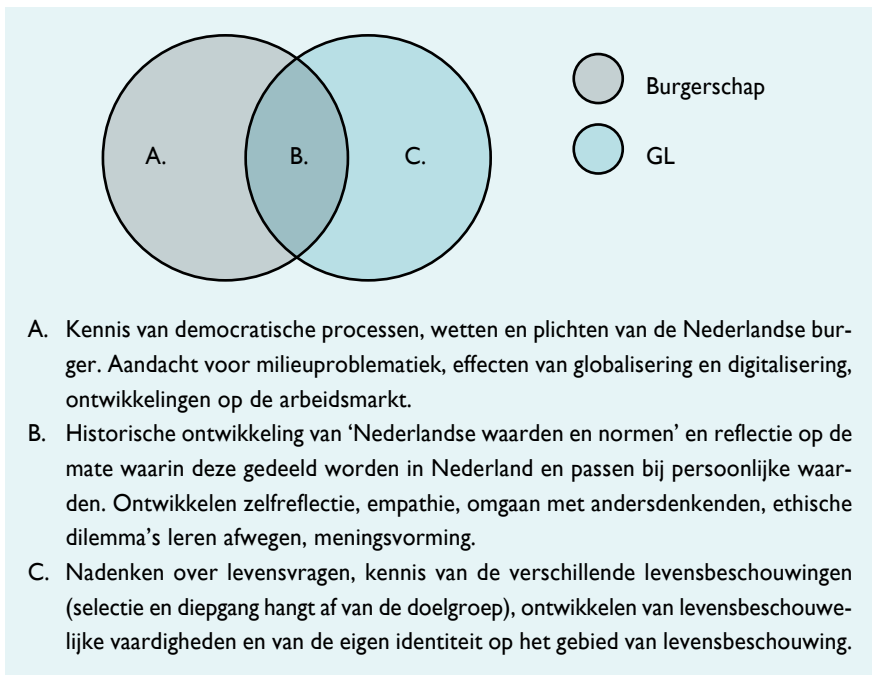 A.
B.
C.
Burgerschap
GL
A. Kennis van democratische processen, wetten en plichten van de Nederlandse bur-
ger. Aandacht voor milieuproblematiek, effecten van globalisering en digitalisering,
ontwikkelingen op de arbeidsmarkt.
B. Historische ontwikkeling van ‘Nederlandse waarden en normen’ en reflectie op de
mate waarin deze gedeeld worden in Nederland en passen bij persoonlijke waar-
den. Ontwikkelen zelfreflectie, empathie, omgaan met andersdenkenden, ethische
dilemma’s leren afwegen, meningsvorming.
C. Nadenken over levensvragen, kennis van de verschillende levensbeschouwingen
(selectie en diepgang hangt af van de doelgroep), ontwikkelen van levensbeschouwe-
lijke vaardigheden en van de eigen identiteit op het gebied van levensbeschouwing.